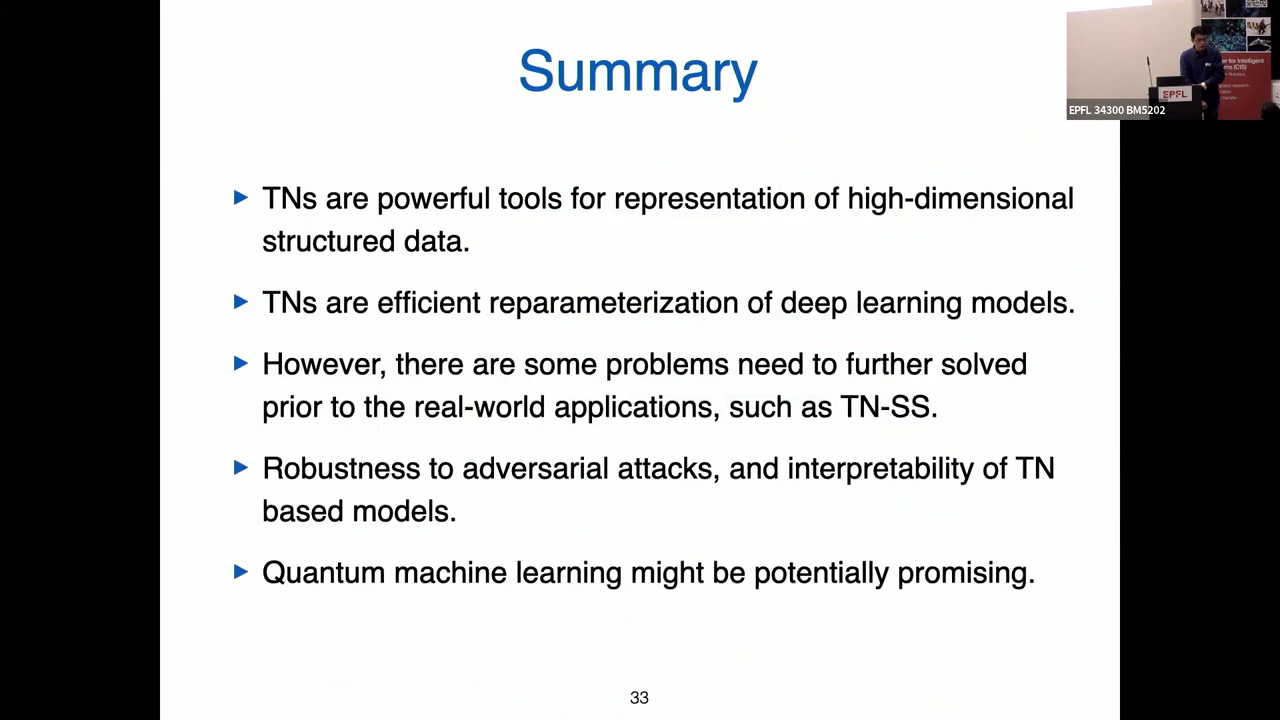 Summary
TNs are powerful tools for representation of high-dimensional
structured data.
TNs are efficient reparameterization of deep learning models.
However, there are some problems need to further solved
prior to the real-world applications, such as TN-SS.
Robustness to adversarial attacks, and interpretability of TN
based models.
Quantum machine learning might be potentially promising.
33
EPFL
EPFL 34300 BM5202